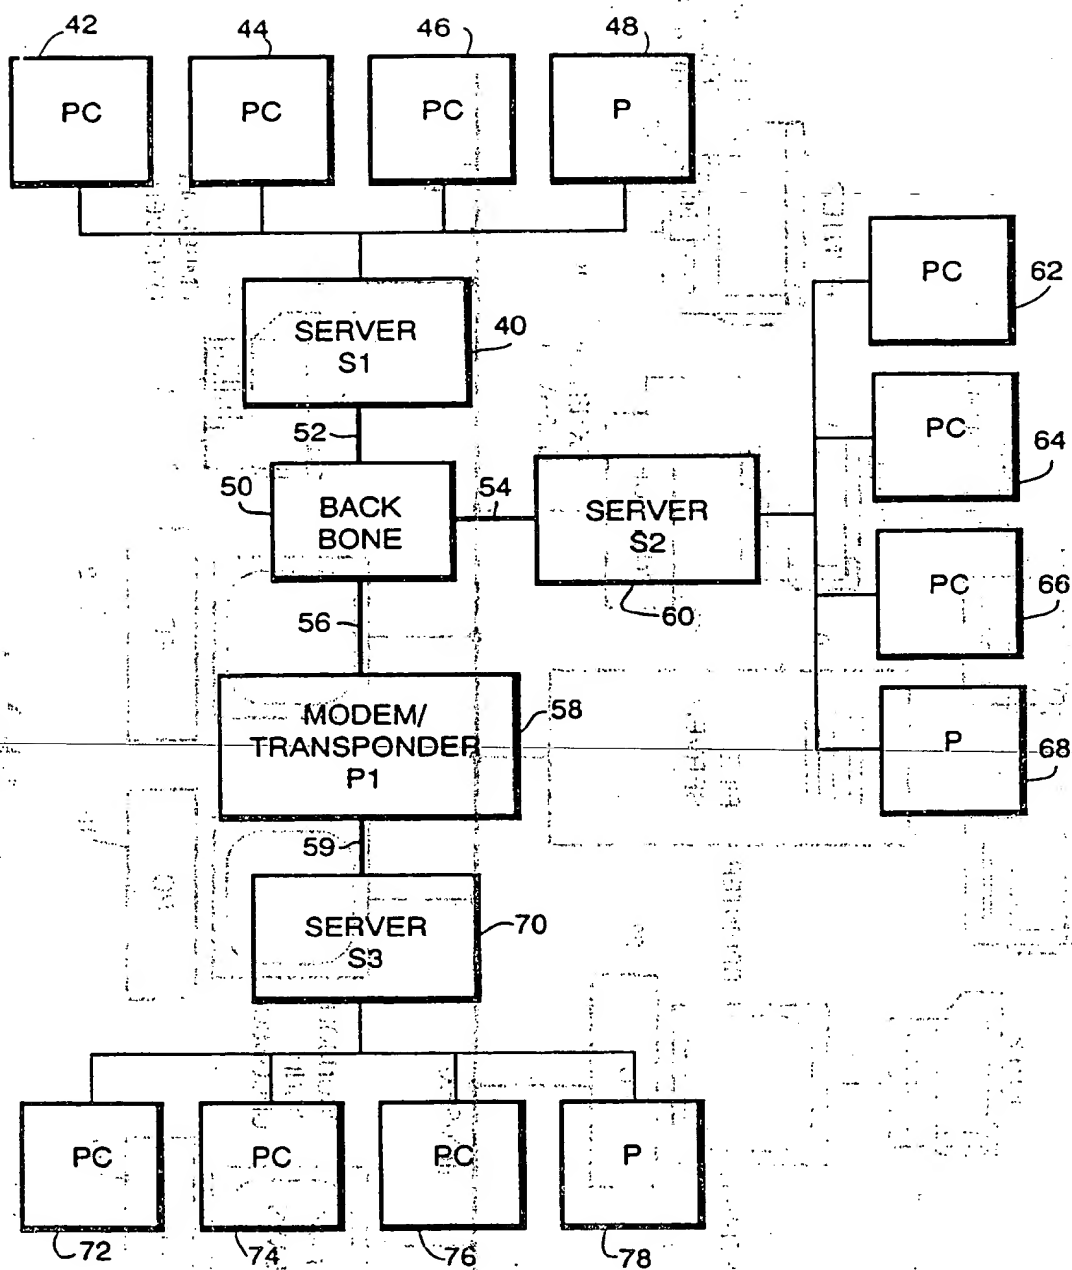 42
44
46
48
PC
PC
PC
P
SERVER
S1
40
PC
62
52
PC
64
50
BACK
BONE
54
SERVER
S2
60
PC
66
56
MODEM/
TRANSPONDER
P1
58
P
68
59
SERVER
S3
70
PC
PC
PC
P
72
74
76
78